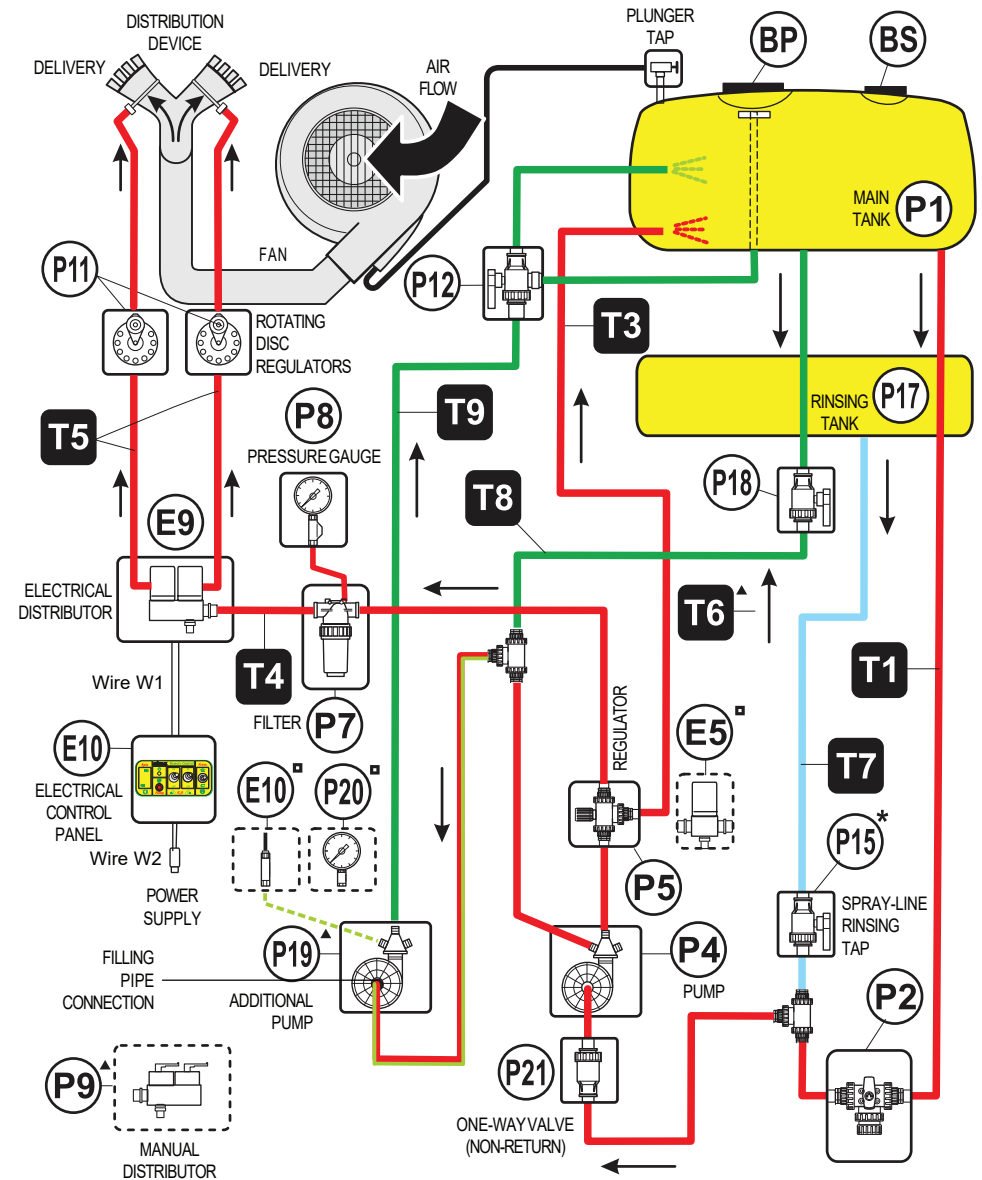 DISTRIBUTION
DEVICE
DELIVERY
DELIVERY
AIR
FLOW
PLUNGER
TAP
BP
BS
MAIN
TANK
P1
FAN
P12
P11
T3
ROTATING
DISC
REGULATORS
T9
RINSING
TANK
P17
T5
P8
PRESSURE GAUGE
P18
T8
E9
ELECTRICAL
DISTRIBUTOR
T6▲
T1
T4
Wire W1
FILTER
P7
REGULATOR
E5
T7
E10
ELECTRICAL
CONTROL
PANEL
E10
P20
P15*
Wire W2
P5
POWER
SUPPLY
SPRAY-LINE
RINSING
TAP
P19▲
P4
FILLING
PIPE
CONNECTION
ADDITIONAL
PUMP
PUMP
P2
P9▲
P21
ONE-WAY VALVE
(NON-RETURN)
MANUAL
DISTRIBUTOR